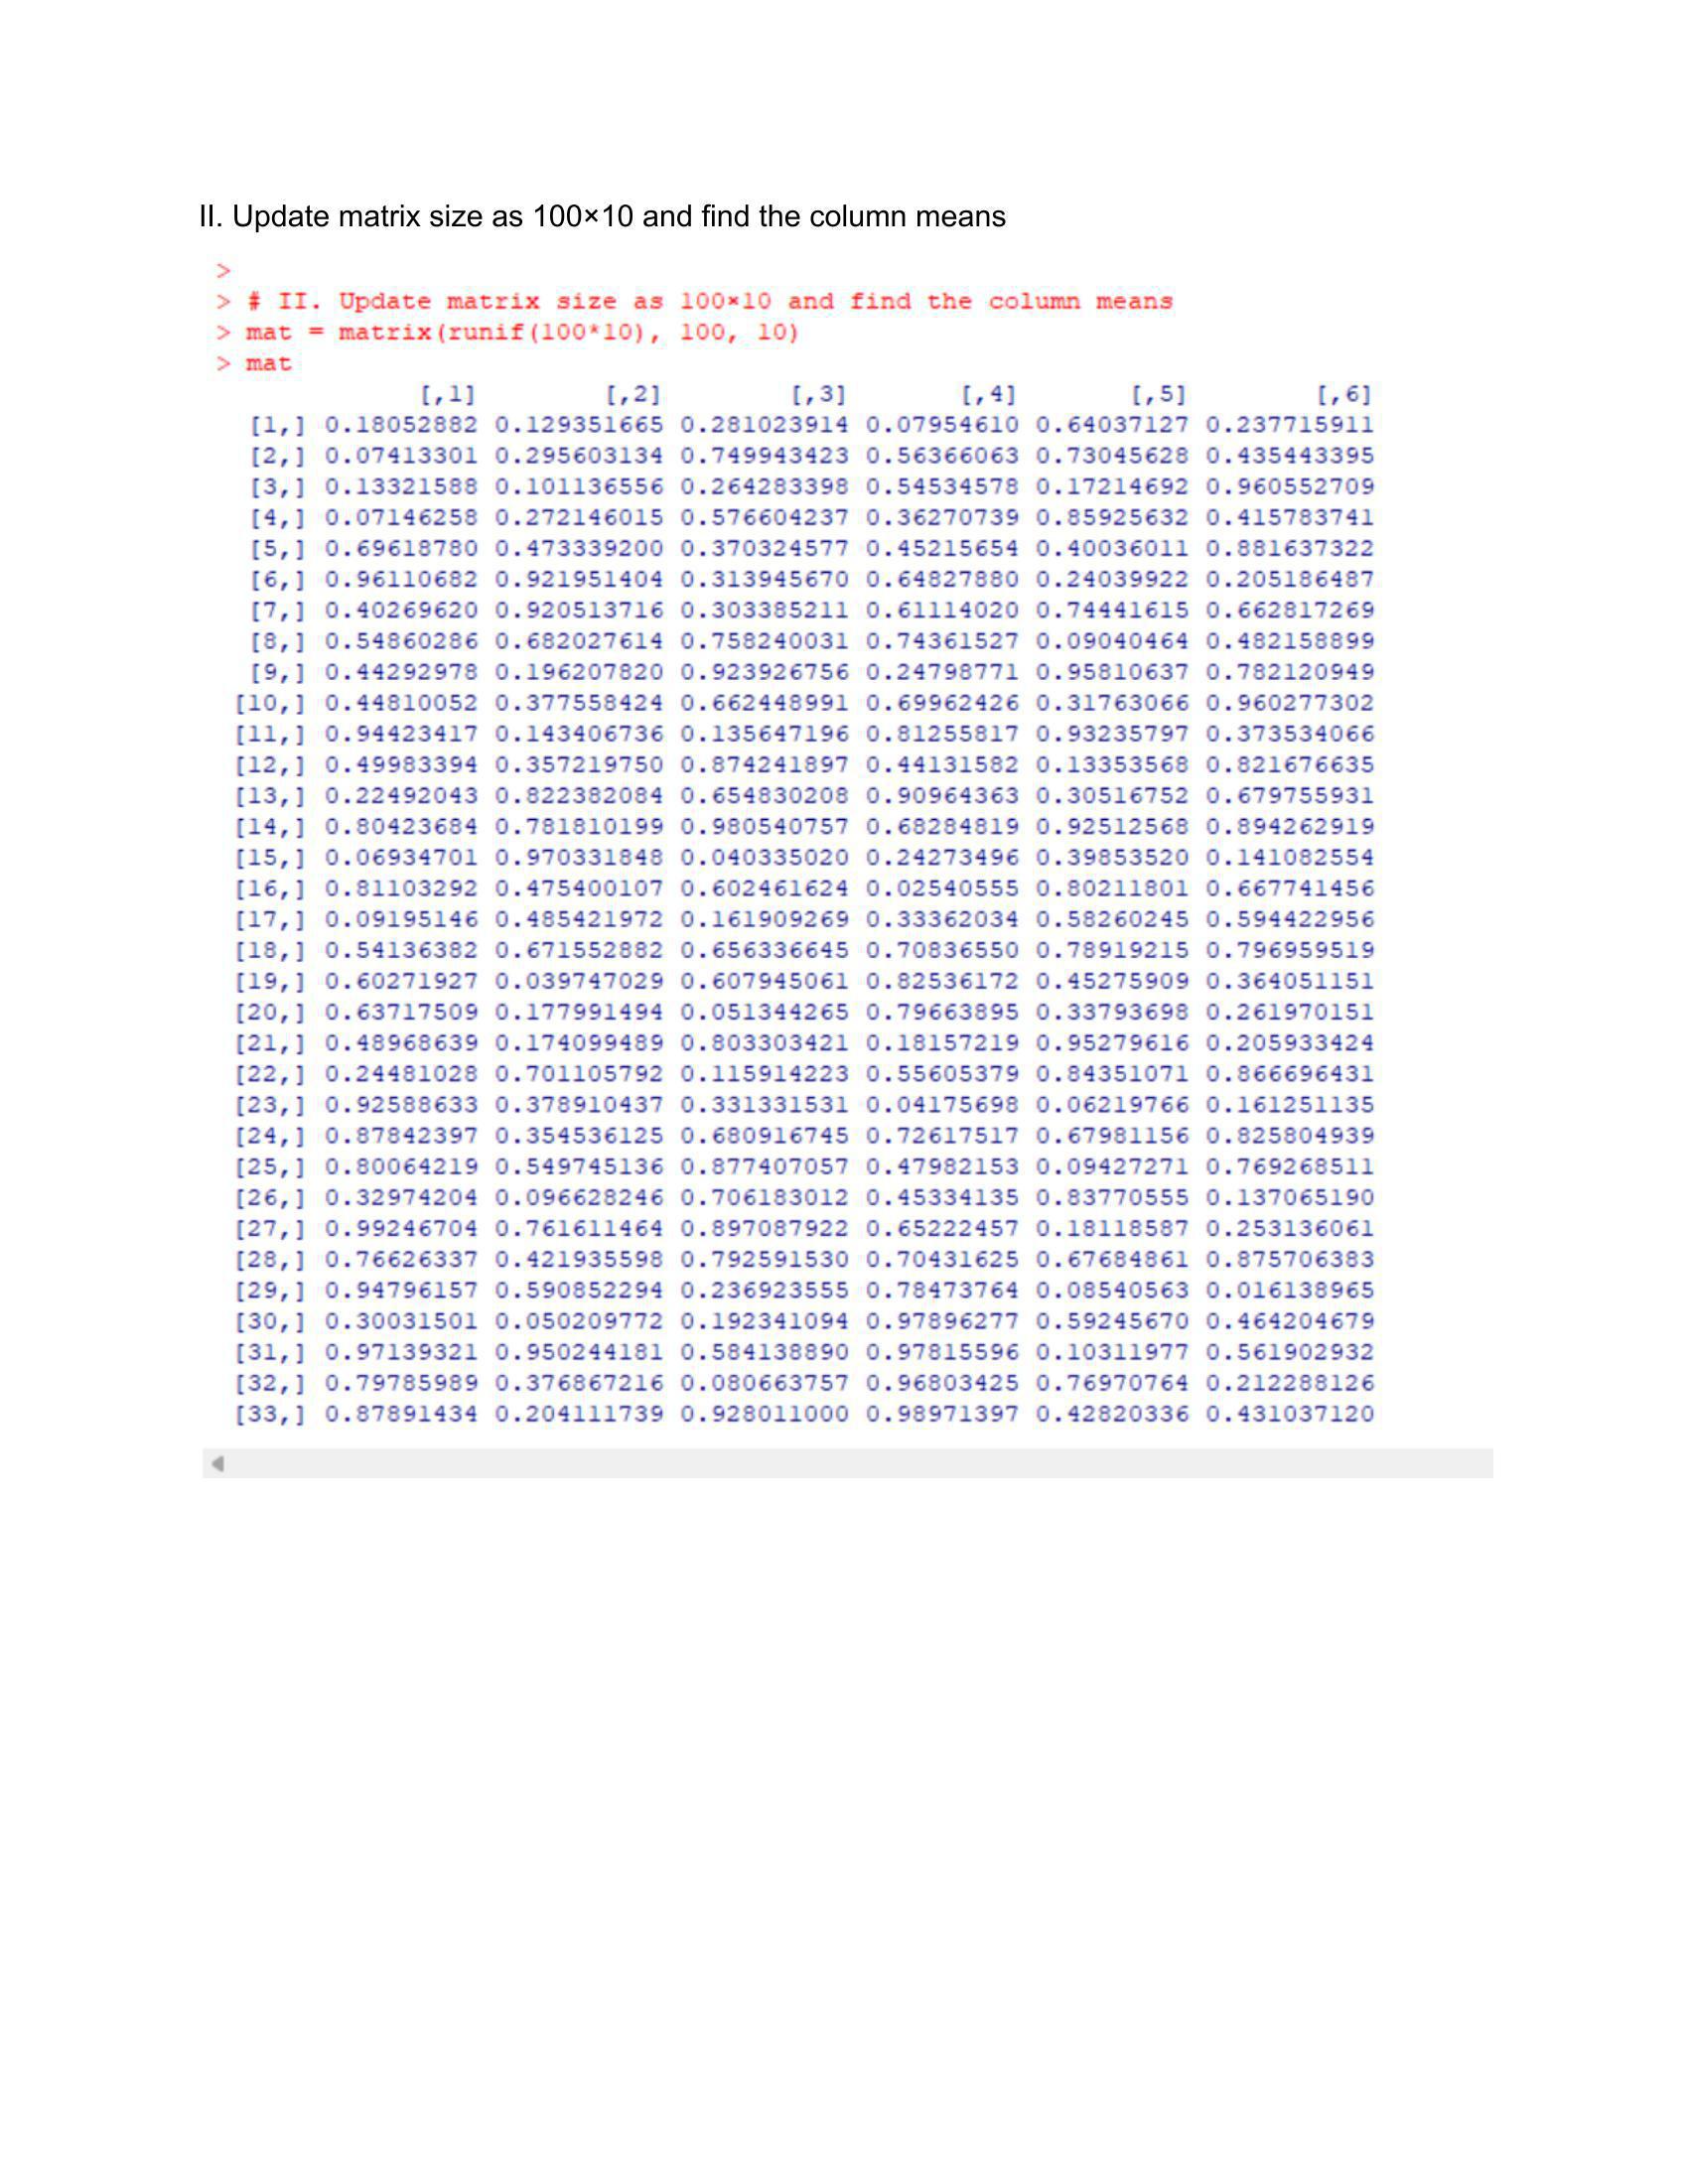 II. Update matrix size as 100×10 and find the column means
>
> # II. Update matrix size as 100×10 and find the column means
> mat = matrix(runif(100*10), 100, 10)
> mat
[,1] [,2] [,3] [,4] [,5] [,6]
[1,] 0.18052882 0.129351665 0.281023914 0.07954610 0.64037127 0.237715911
[2,] 0.07413301 0.295603134 0.749943423 0.56366063 0.73045628 0.435443395
[3,] 0.13321588 0.101136556 0.264283398 0.54534578 0.17214692 0.960552709
[4,] 0.07146258 0.272146015 0.576604237 0.36270739 0.85925632 0.415783741
[5,] 0.69618780 0.473339200 0.370324577 0.45215654 0.40036011 0.881637322
[6,] 0.96110682 0.921951404 0.313945670 0.64827880 0.24039922 0.205186487
[7,] 0.40269620 0.920513716 0.303385211 0.61114020 0.74441615 0.662817269
[8,] 0.54860286 0.682027614 0.758240031 0.74361527 0.09040464 0.482158899
[9,] 0.44292978 0.196207820 0.923926756 0.24798771 0.95810637 0.782120949
[10,] 0.44810052 0.377558424 0.662448991 0.69962426 0.31763066 0.960277302
[11,] 0.94423417 0.143406736 0.135647196 0.81255817 0.93235797 0.373534066
[12,] 0.49983394 0.357219750 0.874241897 0.44131582 0.13353568 0.821676635
[13,] 0.22492043 0.822382084 0.654830208 0.90964363 0.30516752 0.679755931
[14,] 0.80423684 0.781810199 0.980540757 0.68284819 0.92512568 0.894262919
[15,] 0.06934701 0.970331848 0.040335020 0.24273496 0.39853520 0.141082554
[16,] 0.81103292 0.475400107 0.602461624 0.02540555 0.80211801 0.667741456
[17,] 0.09195146 0.485421972 0.161909269 0.33362034 0.58260245 0.594422956
[18,] 0.54136382 0.671552882 0.656336645 0.70836550 0.78919215 0.796959519
[19,] 0.60271927 0.039747029 0.607945061 0.82536172 0.45275909 0.364051151
[20,] 0.63717509 0.177991494 0.051344265 0.79663895 0.33793698 0.261970151
[21,] 0.48968639 0.174099489 0.803303421 0.18157219 0.95279616 0.205933424
[22,] 0.24481028 0.701105792 0.115914223 0.55605379 0.84351071 0.866696431
[23,] 0.92588633 0.378910437 0.331331531 0.04175698 0.06219766 0.161251135
[24,] 0.87842397 0.354536125 0.680916745 0.72617517 0.67981156 0.825804939
[25,] 0.80064219 0.549745136 0.877407057 0.47982153 0.09427271 0.769268511
[26,] 0.32974204 0.096628246 0.706183012 0.45334135 0.83770555 0.137065190
[27,] 0.99246704 0.761611464 0.897087922 0.65222457 0.18118587 0.253136061
[28,] 0.76626337 0.421935598 0.792591530 0.70431625 0.67684861 0.875706383
[29,] 0.94796157 0.590852294 0.236923555 0.78473764 0.08540563 0.016138965
[30,] 0.30031501 0.050209772 0.192341094 0.97896277 0.59245670 0.464204679
[31,] 0.97139321 0.950244181 0.584138890 0.97815596 0.10311977 0.561902932
[32,] 0.79785989 0.376867216 0.080663757 0.96803425 0.76970764 0.212288126
[33,] 0.87891434 0.204111739 0.928011000 0.98971397 0.42820336 0.431037120